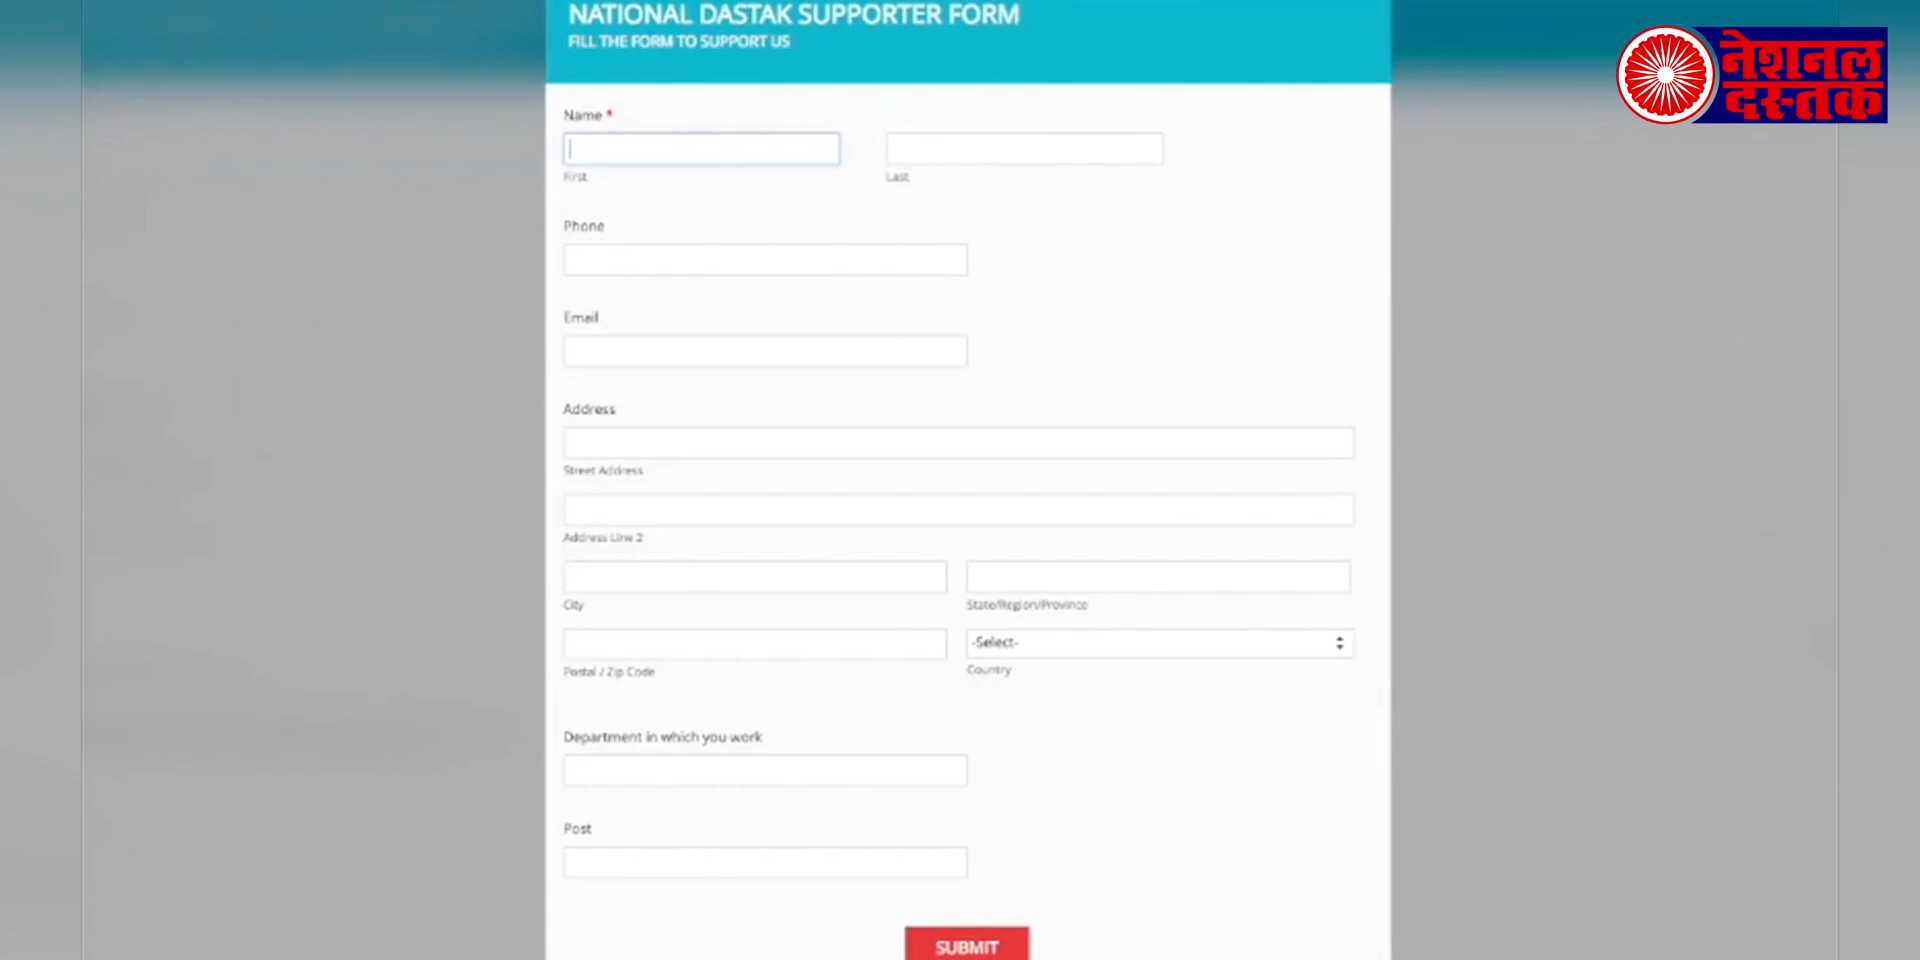 NATIONAL DASTAK SUPPORTER FORM
FILL THE FORM TO SUPPORT US
नेशनल
दस्तक
Name *
First Last
Phone
Email
Address
Street Address
Address Line 2
City State/Region/Province
-Select-
Postal / Zip Code Country
Department in which you work
Post
SUBMIT